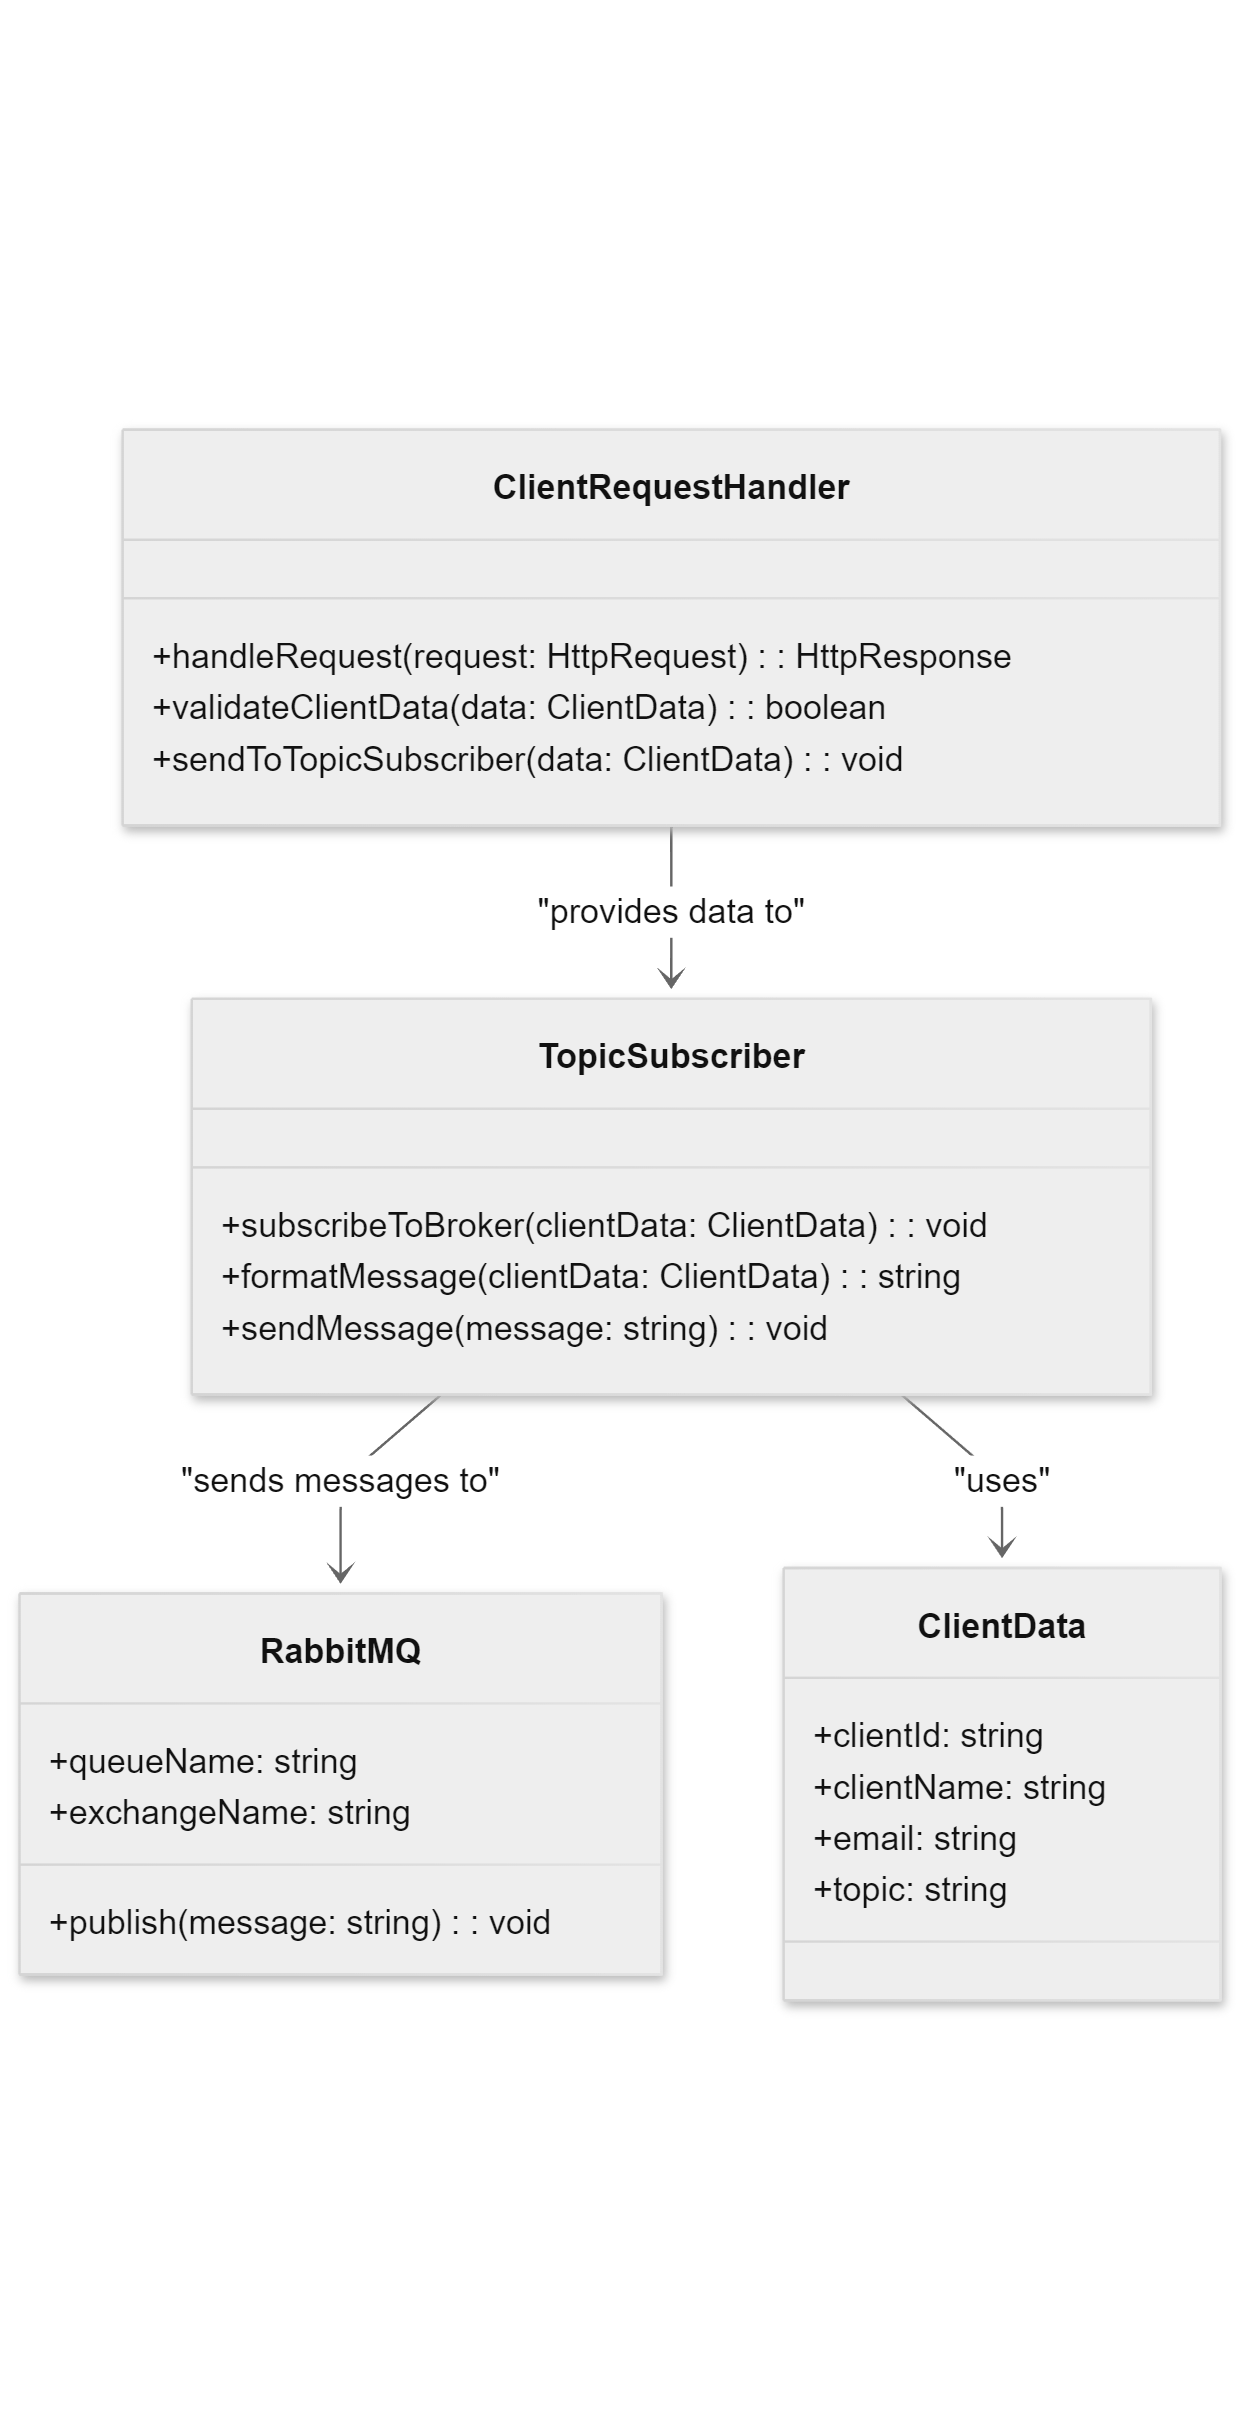 ClientRequestHandler
+handleRequest(request: HttpRequest) : : HttpResponse
+validateClientData(data: ClientData) : : boolean
+sendToTopicSubscriber(data: ClientData) : : void
"provides data to"
TopicSubscriber
+subscribeToBroker(clientData: ClientData) : : void
+formatMessage(clientData: ClientData) : : string
+sendMessage(message: string) : : void
"sends messages to"
"uses"
RabbitMQ
+queueName: string
+exchangeName: string
+publish(message: string) : : void
ClientData
+clientId: string
+clientName: string
+email: string
+topic: string